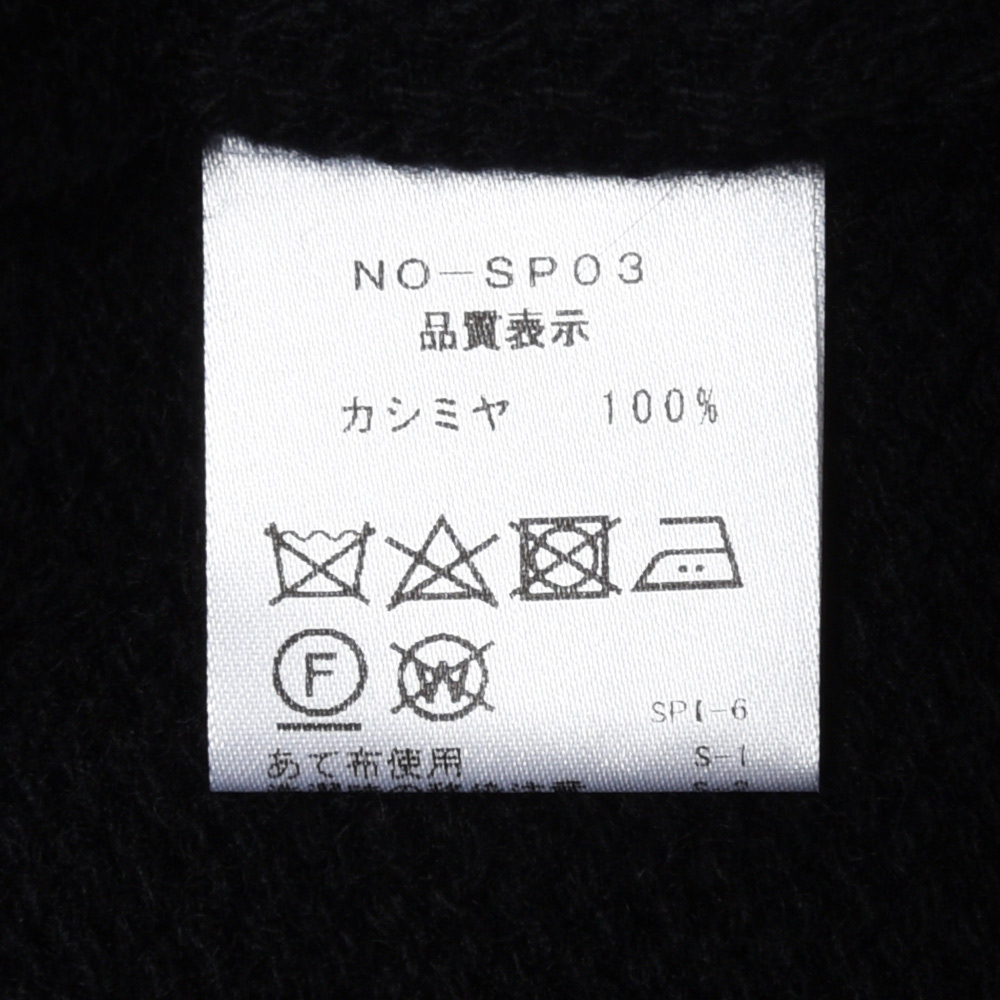 NO-SP03
品質表示
カシミヤ 100%
F
W
SPI-6
あて布使用
S-1